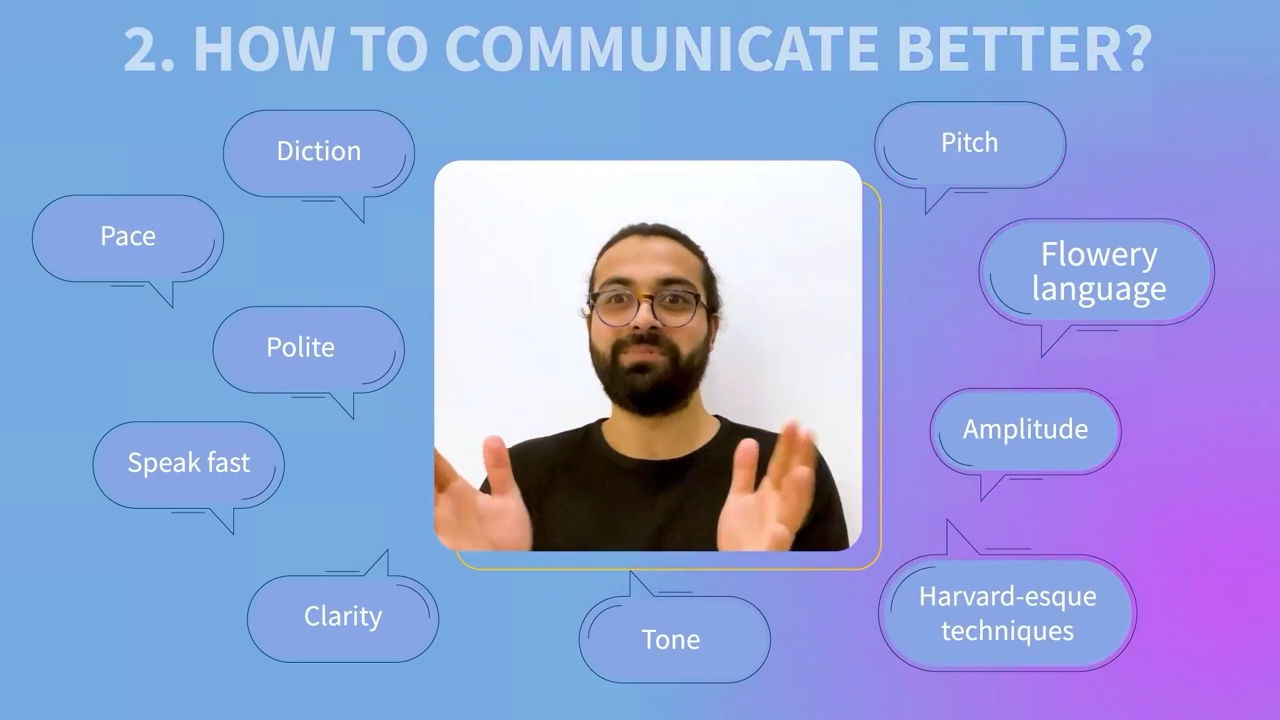 2. HOW TO COMMUNICATE BETTER?
Diction
Pitch
Pace
Flowery
language
Polite
Amplitude
Speak fast
Clarity
Tone
Harvard-esque
techniques